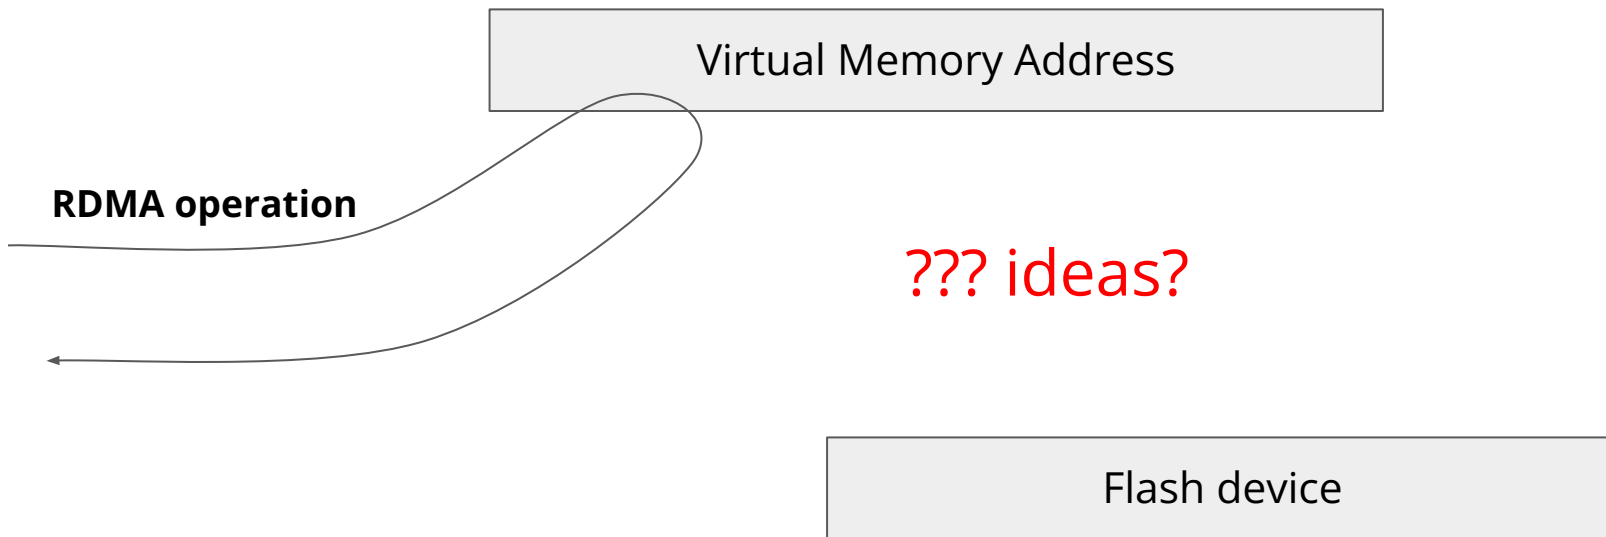 Virtual Memory Address
RDMA operation
??? ideas?
Flash device